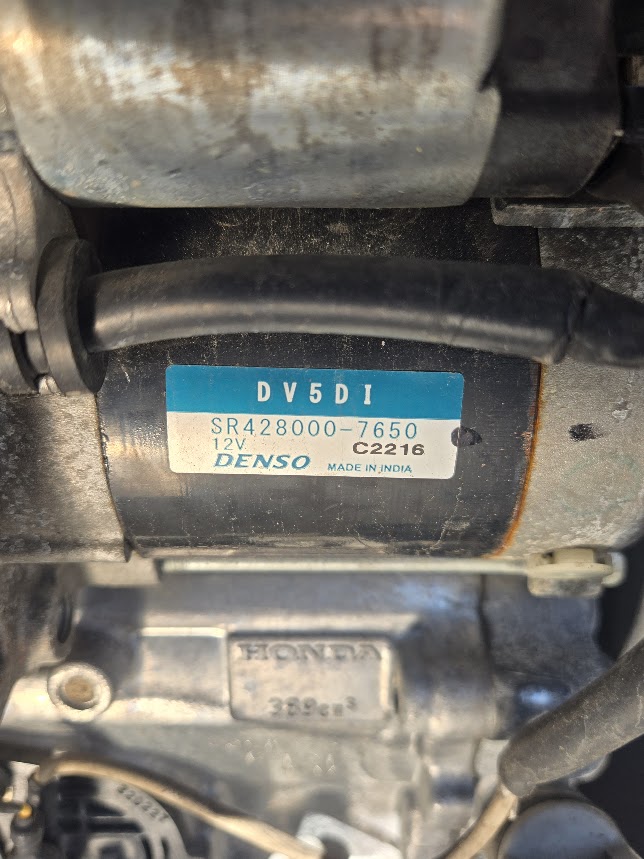 DV5DI
SR428000-7650
12V C2216
DENSO MADE IN INDIA
HONDA
389cm³